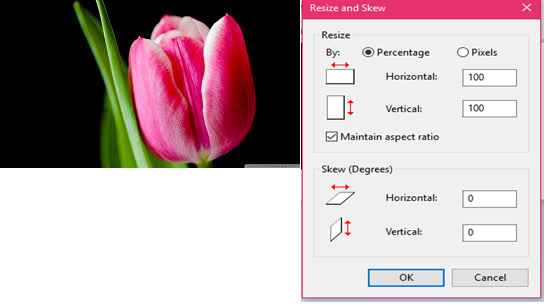 Resize and Skew
Resize
By: Percentage Pixels
Horizontal: 100
Vertical: 100
Maintain aspect ratio
Skew (Degrees)
Horizontal: 0
Vertical: 0
OK Cancel